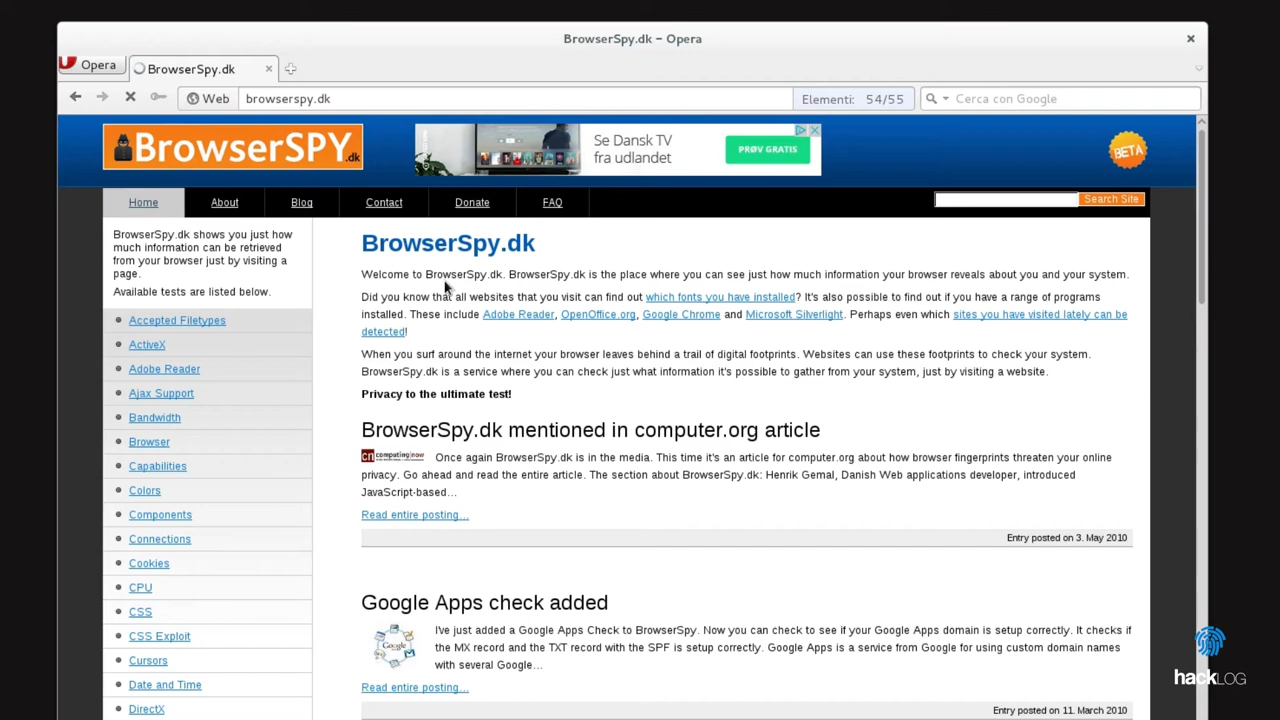 BrowserSpy.dk – Opera
Opera
BrowserSpy.dk
Web
browserspy.dk
Elementi: 54/55
Cerca con Google
BrowserSPY.dk
Se Dansk TV
fra udlandet
PRØV GRATIS
BETA
Home About Blog Contact Donate FAQ
Search Site
BrowserSpy.dk shows you just how
much information can be retrieved
from your browser just by visiting a
page.
Available tests are listed below.
Accepted Filetypes
ActiveX
Adobe Reader
Ajax Support
Bandwidth
Browser
Capabilities
Colors
Components
Connections
Cookies
CPU
CSS
CSS Exploit
Cursors
Date and Time
DirectX
BrowserSpy.dk
Welcome to BrowserSpy.dk. BrowserSpy.dk is the place where you can see just how much information your browser reveals about you and your system.
Did you know that all websites that you visit can find out which fonts you have installed? It's also possible to find out if you have a range of programs
installed. These include Adobe Reader, OpenOffice.org, Google Chrome and Microsoft Silverlight. Perhaps even which sites you have visited lately can be
detected!
When you surf around the internet your browser leaves behind a trail of digital footprints. Websites can use these footprints to check your system.
BrowserSpy.dk is a service where you can check just what information it's possible to gather from your system, just by visiting a website.
Privacy to the ultimate test!
BrowserSpy.dk mentioned in computer.org article
cn computing now
Once again BrowserSpy.dk is in the media. This time it's an article for computer.org about how browser fingerprints threaten your online
privacy. Go ahead and read the entire article. The section about BrowserSpy.dk: Henrik Gemal, Danish Web applications developer, introduced
JavaScript-based…
Read entire posting…
Entry posted on 3. May 2010
Google Apps check added
Google
I've just added a Google Apps Check to BrowserSpy. Now you can check to see if your Google Apps domain is setup correctly. It checks if
the MX record and the TXT record with the SPF is setup correctly. Google Apps is a service from Google for using custom domain names
with several Google…
Read entire posting…
Entry posted on 11. March 2010
hackLOG